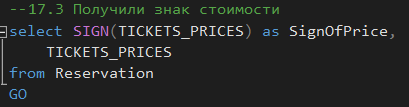 --17.3 Получили знак стоимости
select SIGN(TICKETS_PRICES) as SignOfPrice,
TICKETS_PRICES
from Reservation
GO